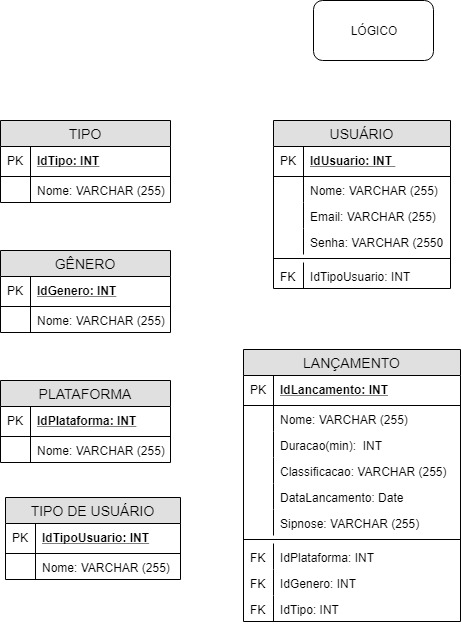 LÓGICO
TIPO
PK IdTipo: INT
Nome: VARCHAR (255)
GÊNERO
PK IdGenero: INT
Nome: VARCHAR (255)
PLATAFORMA
PK IdPlataforma: INT
Nome: VARCHAR (255)
TIPO DE USUÁRIO
PK IdTipoUsuario: INT
Nome: VARCHAR (255)
USUÁRIO
PK IdUsuario: INT
Nome: VARCHAR (255)
Email: VARCHAR (255)
Senha: VARCHAR (2550
FK IdTipoUsuario: INT
LANÇAMENTO
PK IdLancamento: INT
Nome: VARCHAR (255)
Duracao(min): INT
Classificacao: VARCHAR (255)
DataLancamento: Date
Sipnose: VARCHAR (255)
FK IdPlataforma: INT
FK IdGenero: INT
FK IdTipo: INT